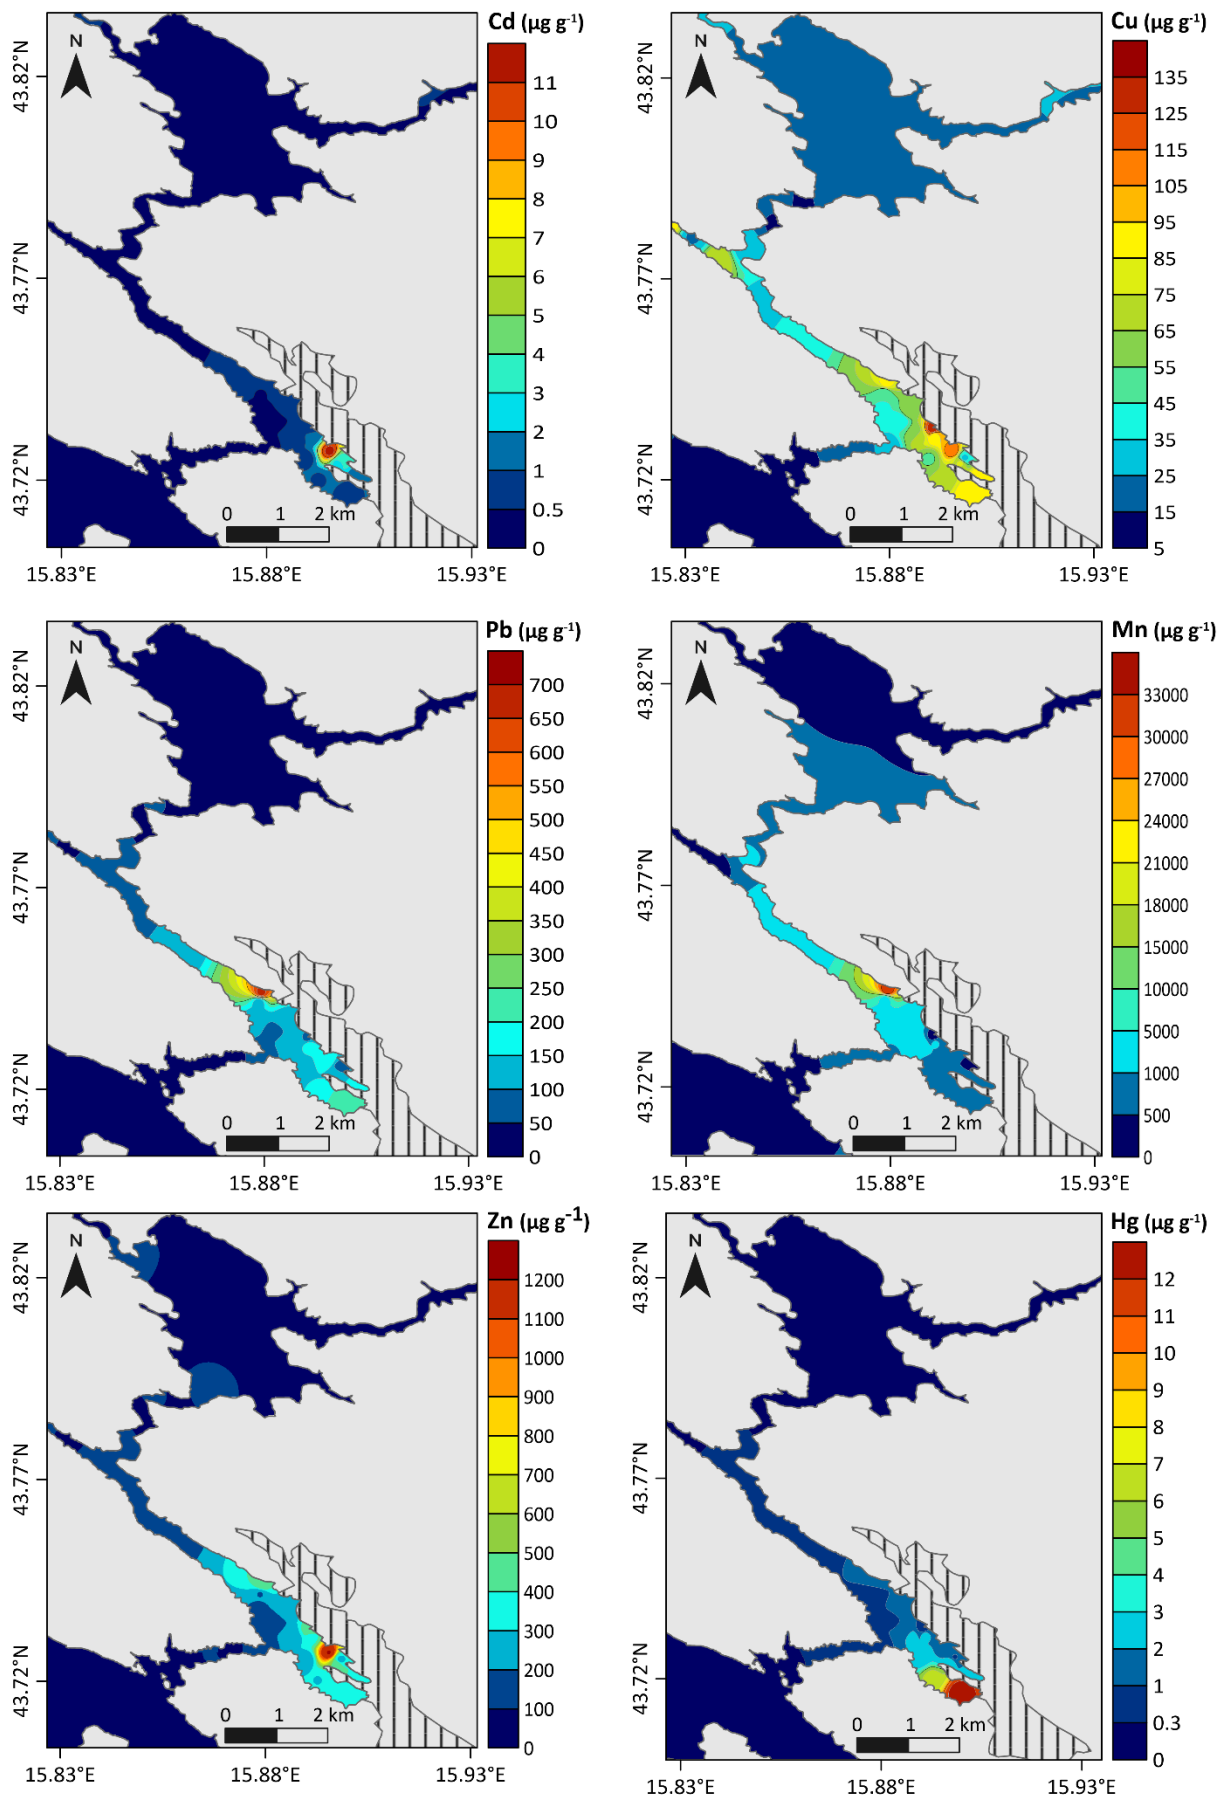 Cd (µg g⁻¹)
N
43.82°N
43.77°N
43.72°N
11
10
9
8
7
6
5
4
3
2
1
0.5
0
0 1 2 km
15.83°E 15.88°E 15.93°E
Cu (µg g⁻¹)
N
43.82°N
43.77°N
43.72°N
135
125
115
105
95
85
75
65
55
45
35
25
15
5
0 1 2 km
15.83°E 15.88°E 15.93°E
Pb (µg g⁻¹)
N
43.82°N
43.77°N
43.72°N
700
650
600
550
500
450
400
350
300
250
200
150
100
50
0
0 1 2 km
15.83°E 15.88°E 15.93°E
Mn (µg g⁻¹)
N
43.82°N
43.77°N
43.72°N
33000
30000
27000
24000
21000
18000
15000
10000
5000
1000
500
0
0 1 2 km
15.83°E 15.88°E 15.93°E
Zn (µg g⁻¹)
N
43.82°N
43.77°N
43.72°N
1200
1100
1000
900
800
700
600
500
400
300
200
100
0
0 1 2 km
15.83°E 15.88°E 15.93°E
Hg (µg g⁻¹)
N
43.82°N
43.77°N
43.72°N
12
11
10
9
8
7
6
5
4
3
2
1
0.3
0
0 1 2 km
15.83°E 15.88°E 15.93°E